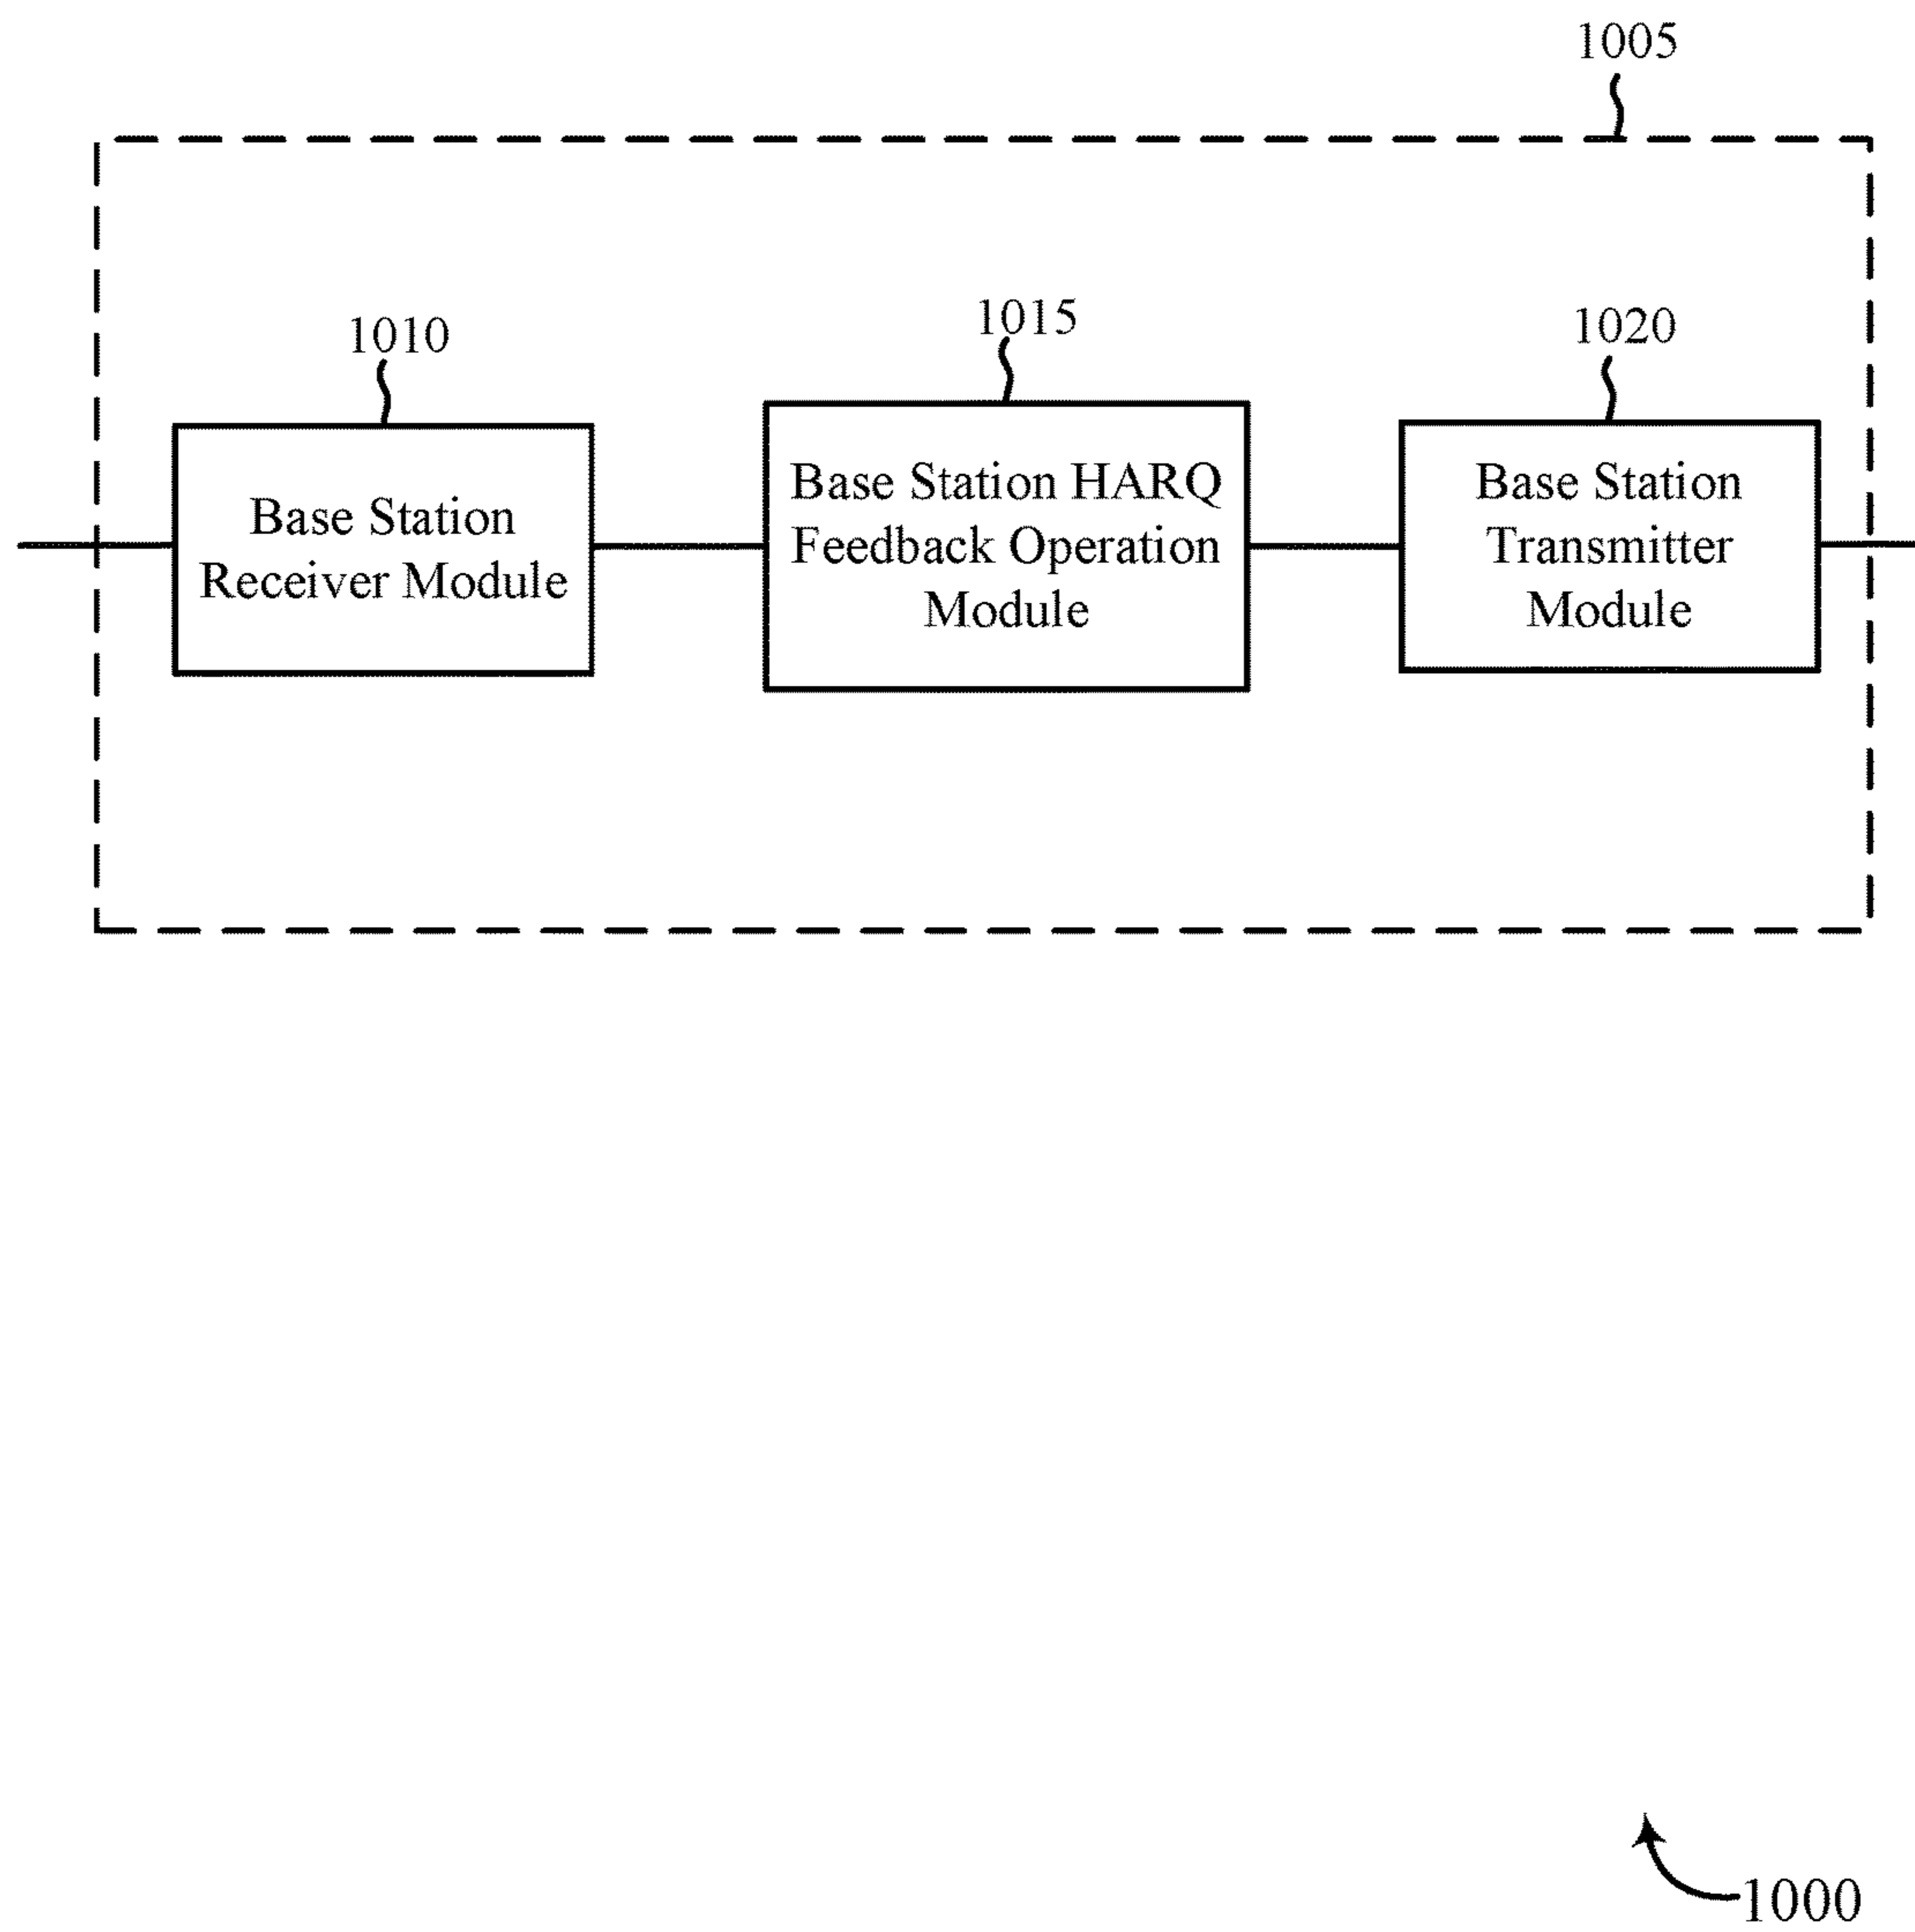 1005
1010
1015
1020
Base Station
Receiver Module
Base Station HARQ
Feedback Operation
Module
Base Station
Transmitter
Module
1000